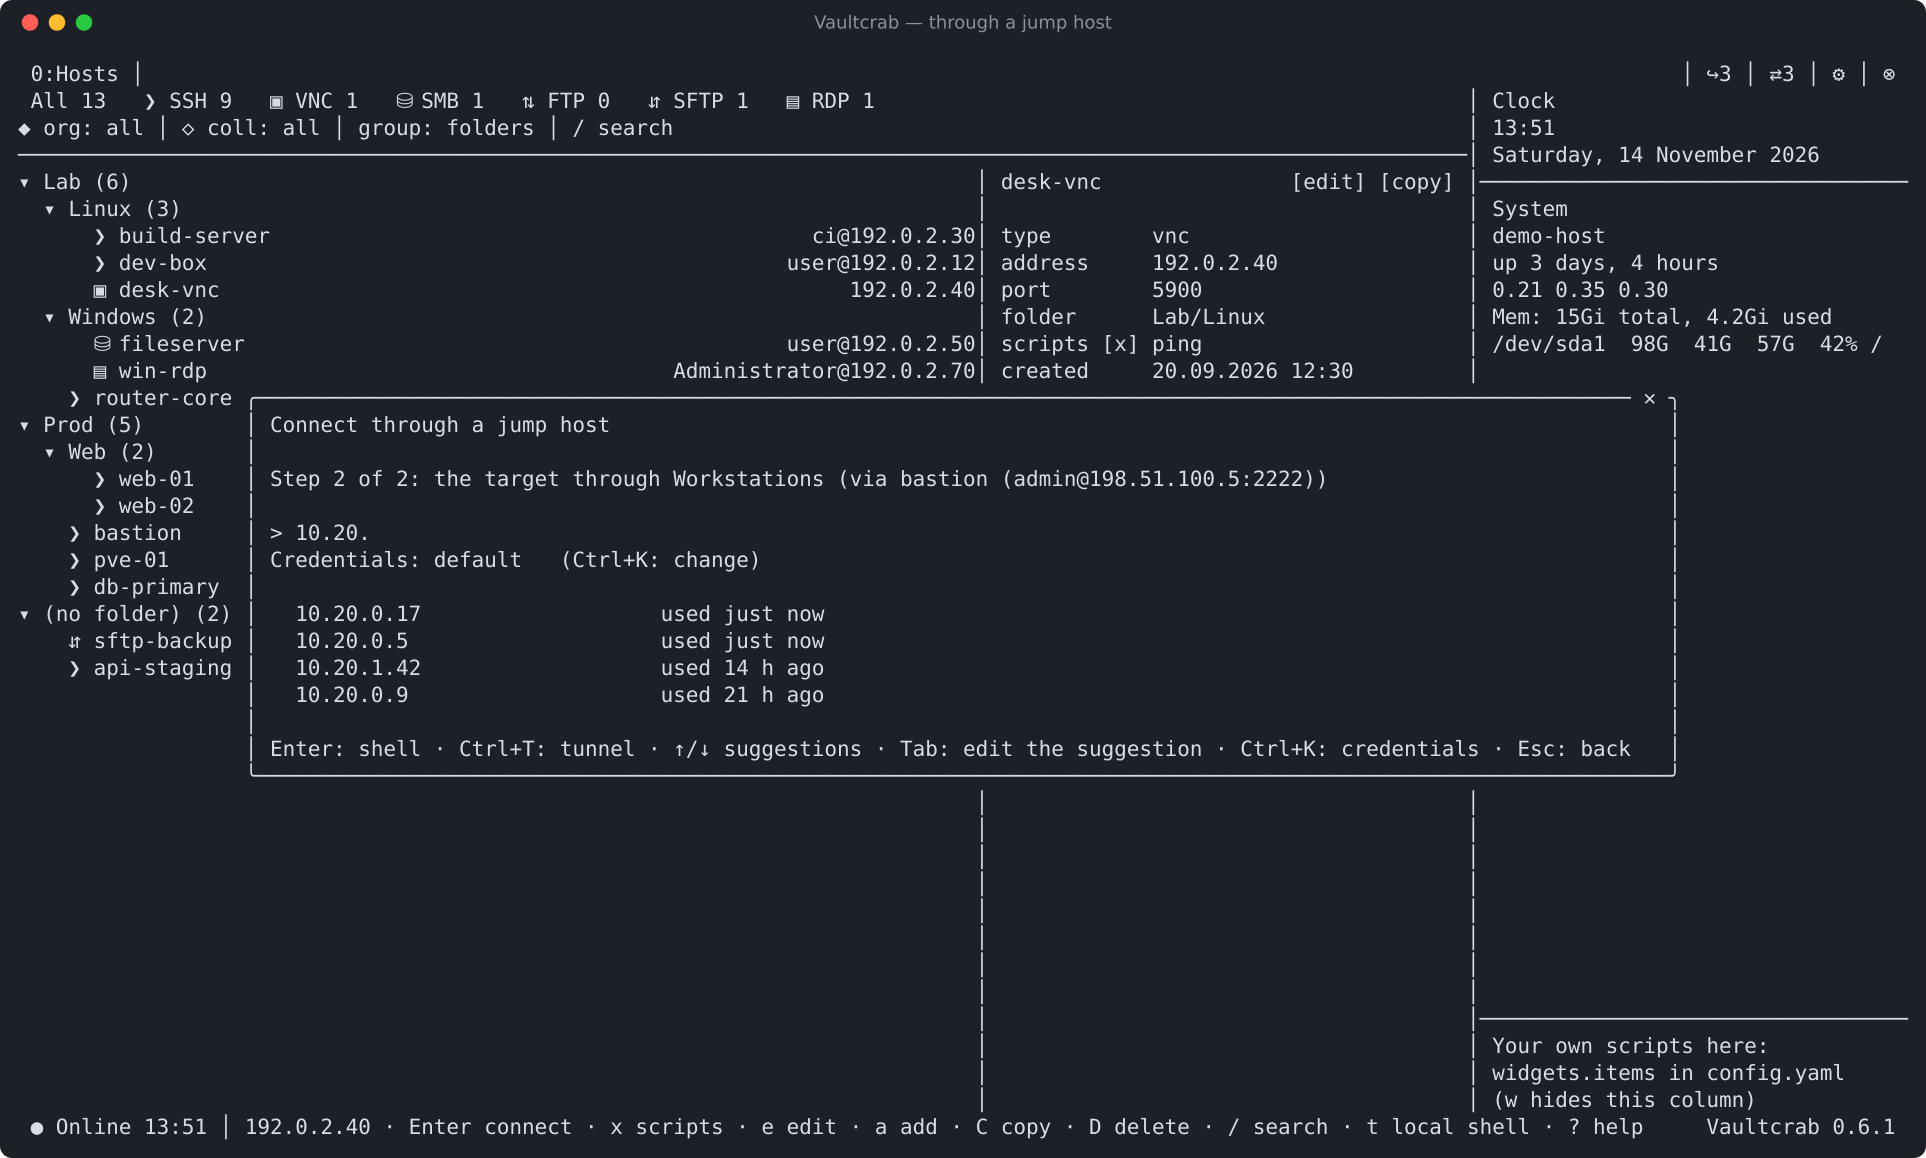 Vaultcrab — through a jump host
0:Hosts │ │ ↪3 │ ⇄3 │ ⚙ │ ⊗
All 13 ❯ SSH 9 ▣ VNC 1 ⛁ SMB 1 ⇅ FTP 0 ⇵ SFTP 1 ▤ RDP 1 │ Clock
◆ org: all │ ◇ coll: all │ group: folders │ / search │ 13:51
│ Saturday, 14 November 2026
▾ Lab (6) │ desk-vnc [edit] [copy] │
▾ Linux (3) │ │ System
❯ build-server ci@192.0.2.30│ type vnc │ demo-host
❯ dev-box user@192.0.2.12│ address 192.0.2.40 │ up 3 days, 4 hours
▣ desk-vnc 192.0.2.40│ port 5900 │ 0.21 0.35 0.30
▾ Windows (2) │ folder Lab/Linux │ Mem: 15Gi total, 4.2Gi used
⛁ fileserver user@192.0.2.50│ scripts [x] ping │ /dev/sda1 98G 41G 57G 42% /
▤ win-rdp Administrator@192.0.2.70│ created 20.09.2026 12:30 │
❯ router-core ×
▾ Prod (5) │ Connect through a jump host
▾ Web (2)
❯ web-01 │ Step 2 of 2: the target through Workstations (via bastion (admin@198.51.100.5:2222)) │
❯ web-02
❯ bastion │ > 10.20.
❯ pve-01 │ Credentials: default (Ctrl+K: change)
❯ db-primary
▾ (no folder) (2) │ 10.20.0.17 used just now
⇵ sftp-backup │ 10.20.0.5 used just now
❯ api-staging │ 10.20.1.42 used 14 h ago
10.20.0.9 used 21 h ago
│ Enter: shell · Ctrl+T: tunnel · ↑/↓ suggestions · Tab: edit the suggestion · Ctrl+K: credentials · Esc: back │
│ Your own scripts here:
│ widgets.items in config.yaml
│ (w hides this column)
● Online 13:51 │ 192.0.2.40 · Enter connect · x scripts · e edit · a add · C copy · D delete · / search · t local shell · ? help Vaultcrab 0.6.1